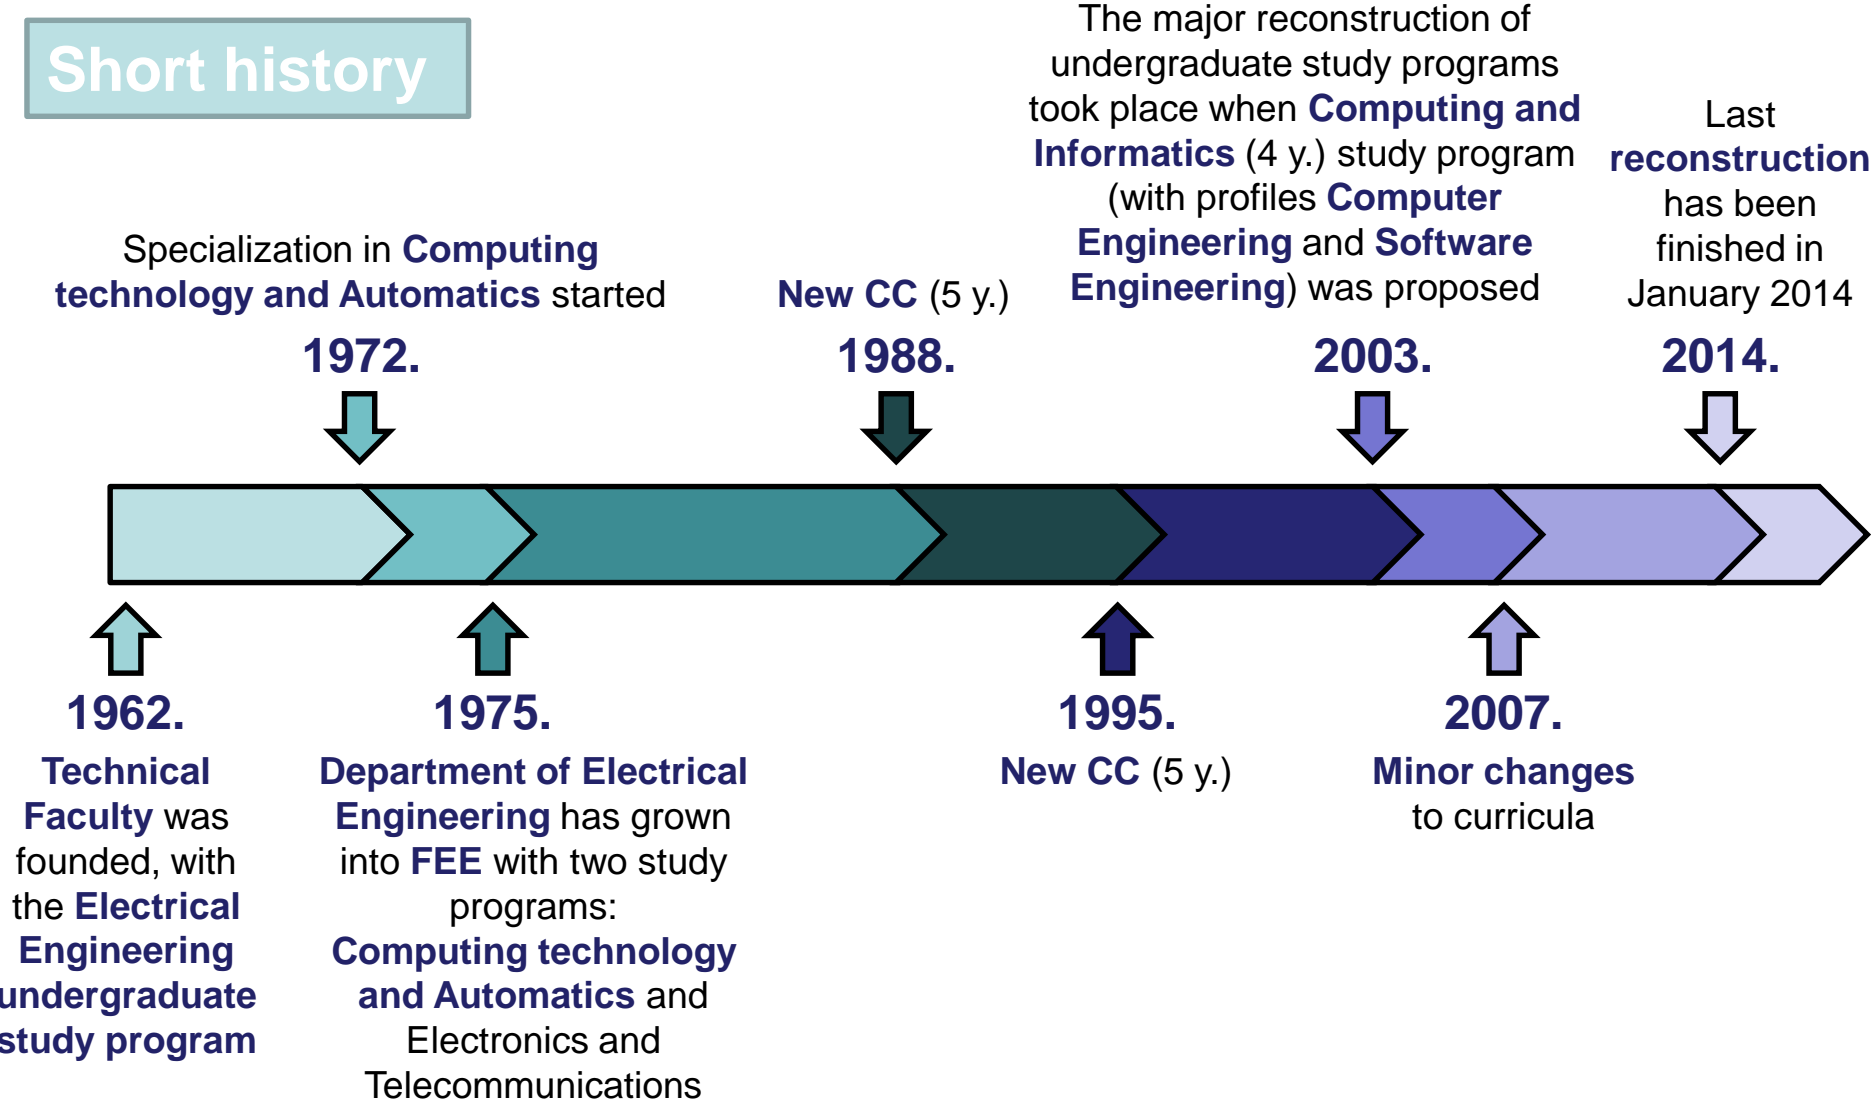 Short history
Specialization in Computing
technology and Automatics started
1972.
New CC (5 y.)
1988.
The major reconstruction of
undergraduate study programs
took place when Computing and
Informatics (4 y.) study program
(with profiles Computer
Engineering and Software
Engineering) was proposed
2003.
Last
reconstruction
has been
finished in
January 2014
2014.
1962.
Technical
Faculty was
founded, with
the Electrical
Engineering
undergraduate
study program
1975.
Department of Electrical
Engineering has grown
into FEE with two study
programs:
Computing technology
and Automatics and
Electronics and
Telecommunications
1995.
New CC (5 y.)
2007.
Minor changes
to curricula